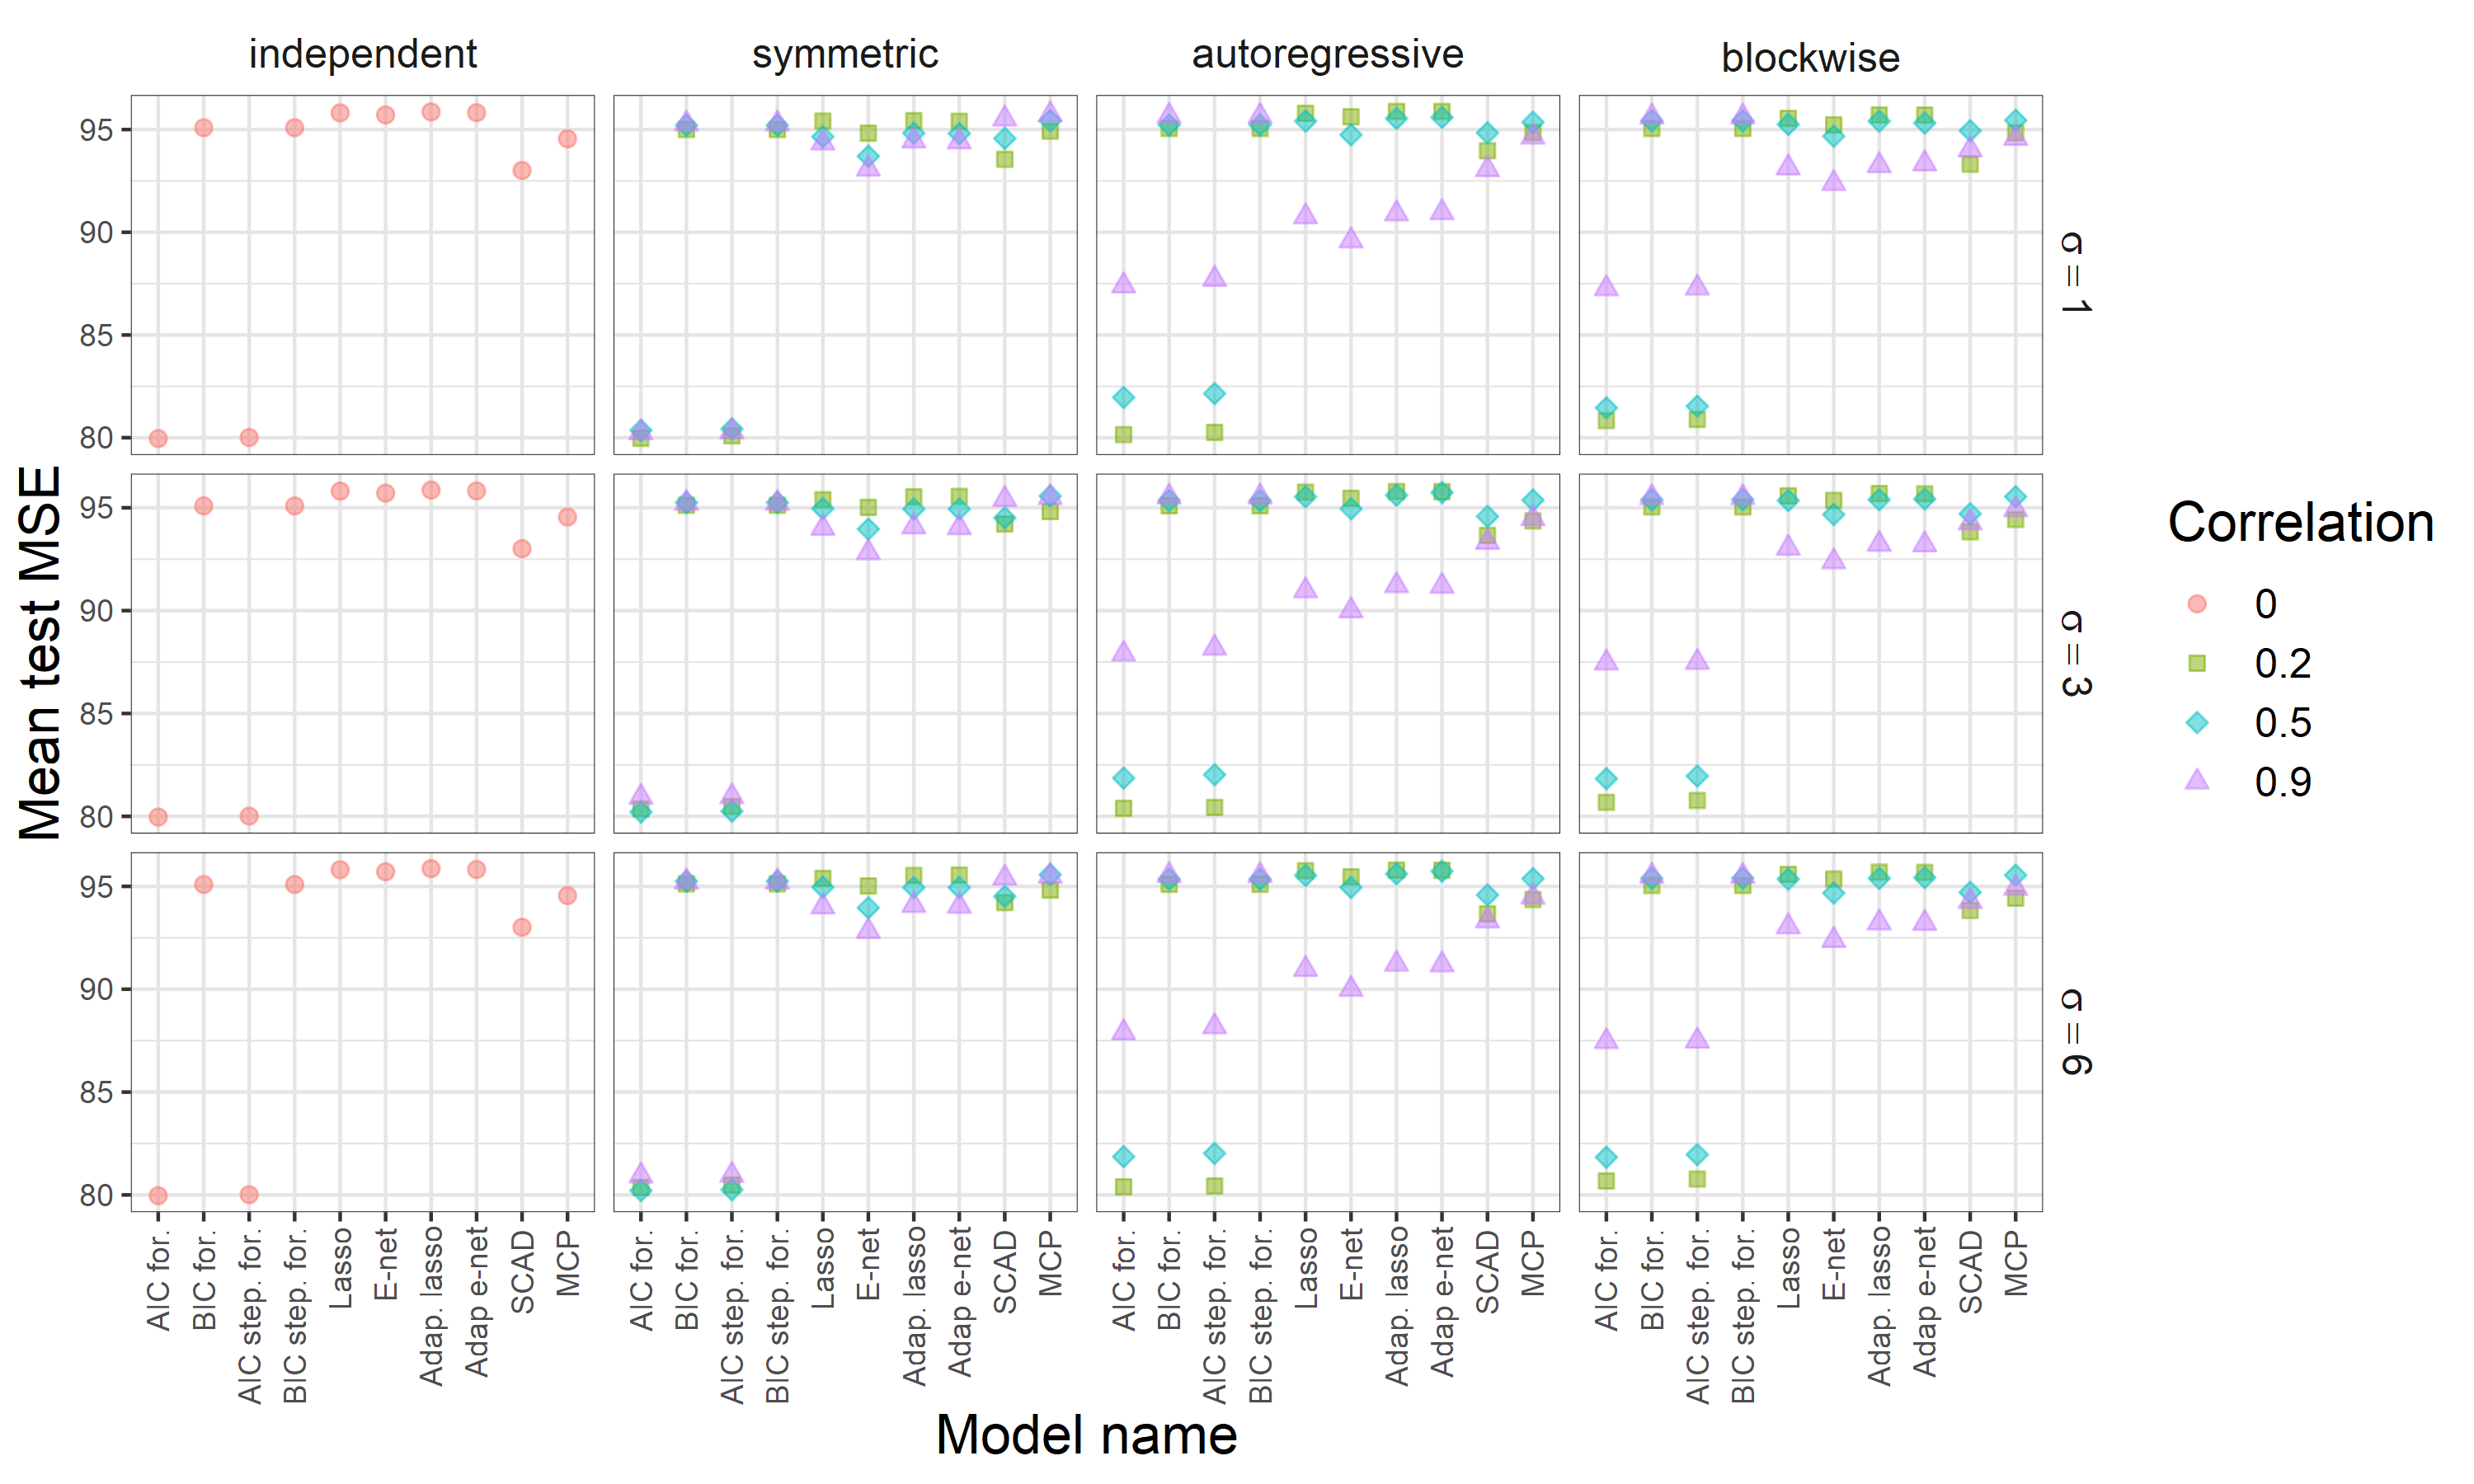 independent
symmetric
autoregressive
blockwise
95
90
85
80
σ = 1
95
90
85
80
σ = 3
95
90
85
80
σ = 6
Mean test MSE
AIC for.
BIC for.
AIC step. for.
BIC step. for.
Lasso
E-net
Adap. lasso
Adap e-net
SCAD
MCP
AIC for.
BIC for.
AIC step. for.
BIC step. for.
Lasso
E-net
Adap. lasso
Adap e-net
SCAD
MCP
AIC for.
BIC for.
AIC step. for.
BIC step. for.
Lasso
E-net
Adap. lasso
Adap e-net
SCAD
MCP
AIC for.
BIC for.
AIC step. for.
BIC step. for.
Lasso
E-net
Adap. lasso
Adap e-net
SCAD
MCP
Model name
Correlation
0
0.2
0.5
0.9